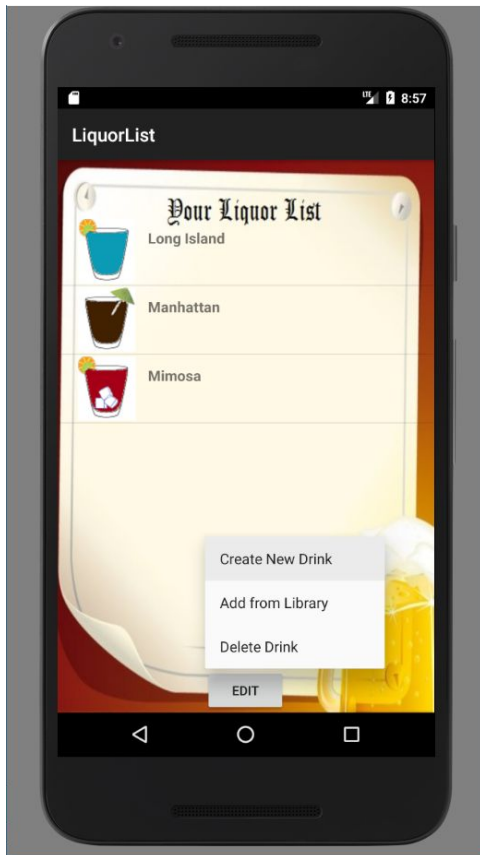 LTE 8:57
LiquorList
Your Liquor List
Long Island
Manhattan
Mimosa
Create New Drink
Add from Library
Delete Drink
EDIT